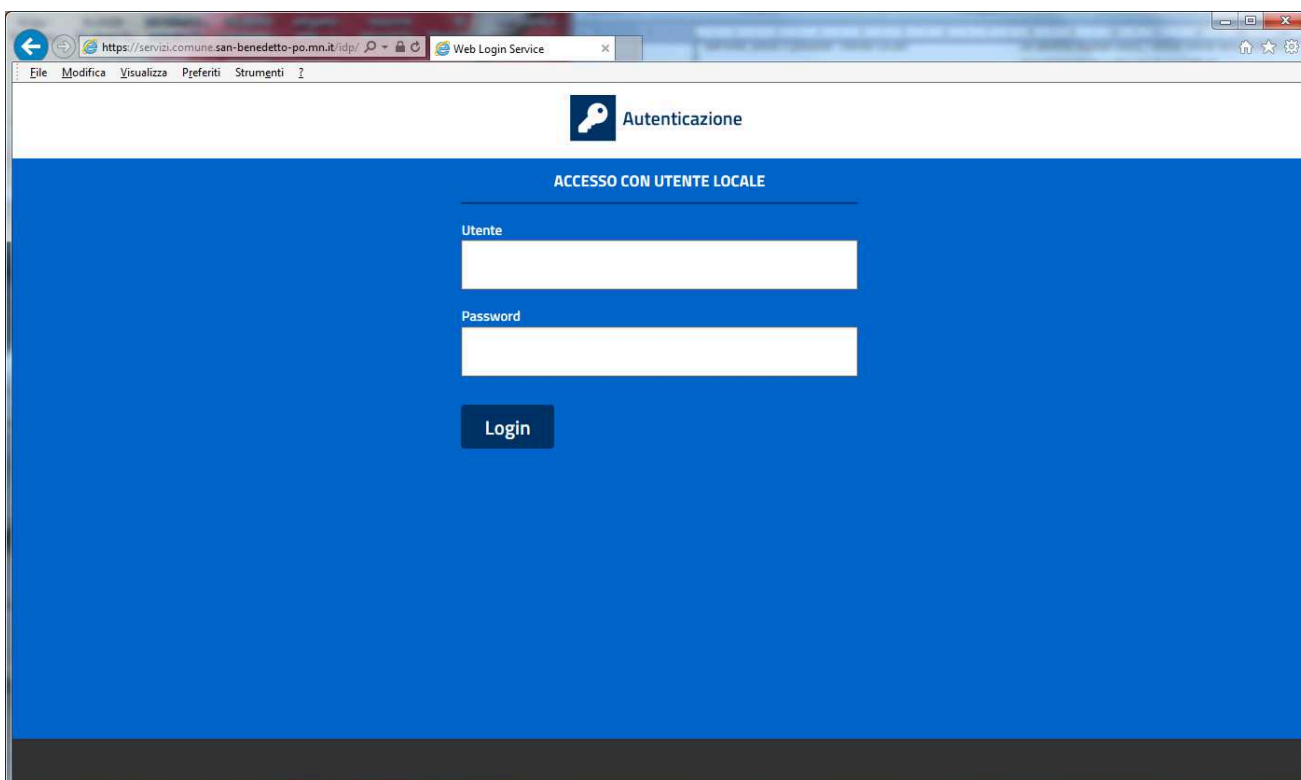 https://servizi.comune.san-benedetto-po.mn.it/idp/
Web Login Service
File Modifica Visualizza Preferiti Strumenti ?
Autenticazione
ACCESSO CON UTENTE LOCALE
Utente
Password
Login